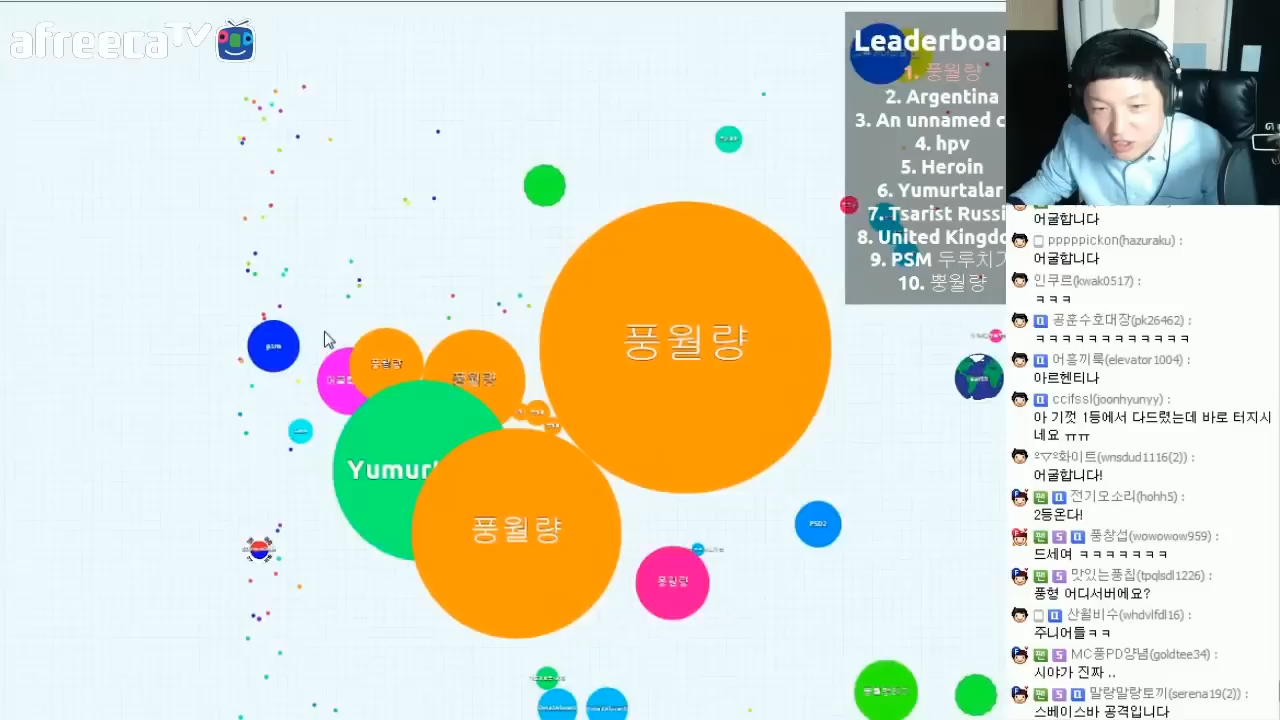 afreecaTV
Leaderboar
1. 풍월량
2. Argentina
3. An unnamed c
4. hpv
5. Heroin
6. Yumurtalar
7. Tsarist Russi
8. United Kingdo
9. PSM 두루치기
10. 뿡월량
풍월량
풍월량
풍월량
풍월량
Yumurt
풍월량
earth
PSD2
어굴합니다
pppppickon(hazuraku) :
어굴합니다
인쿠르(kwak0517) :
ㅋㅋㅋ
공훈수호대장(pk26462) :
ㅋㅋㅋㅋㅋㅋㅋㅋㅋㅋㅋ
어흥끼룩(elevator1004) :
아르헨티나
ccifssl(joonhyunyy) :
아 기껏 1등에서 다드렸는데 바로 터지시
네요 ㅠㅠ
°▽°화이트(wnsdud1116(2)) :
어굴합니다!
전기모소리(hohh5) :
2등온다!
풍창섭(wowowow959) :
드세여 ㅋㅋㅋㅋㅋㅋㅋ
맛있는풍칩(tpqlsdl1226) :
풍형 어디서버에요?
산월비수(whdvlfdl16) :
주니어들ㅋㅋ
MC풍PD양념(goldtee34) :
시야가 진짜 ..
말랑말랑토끼(serena19(2)) :
스베이스바 공격입니다